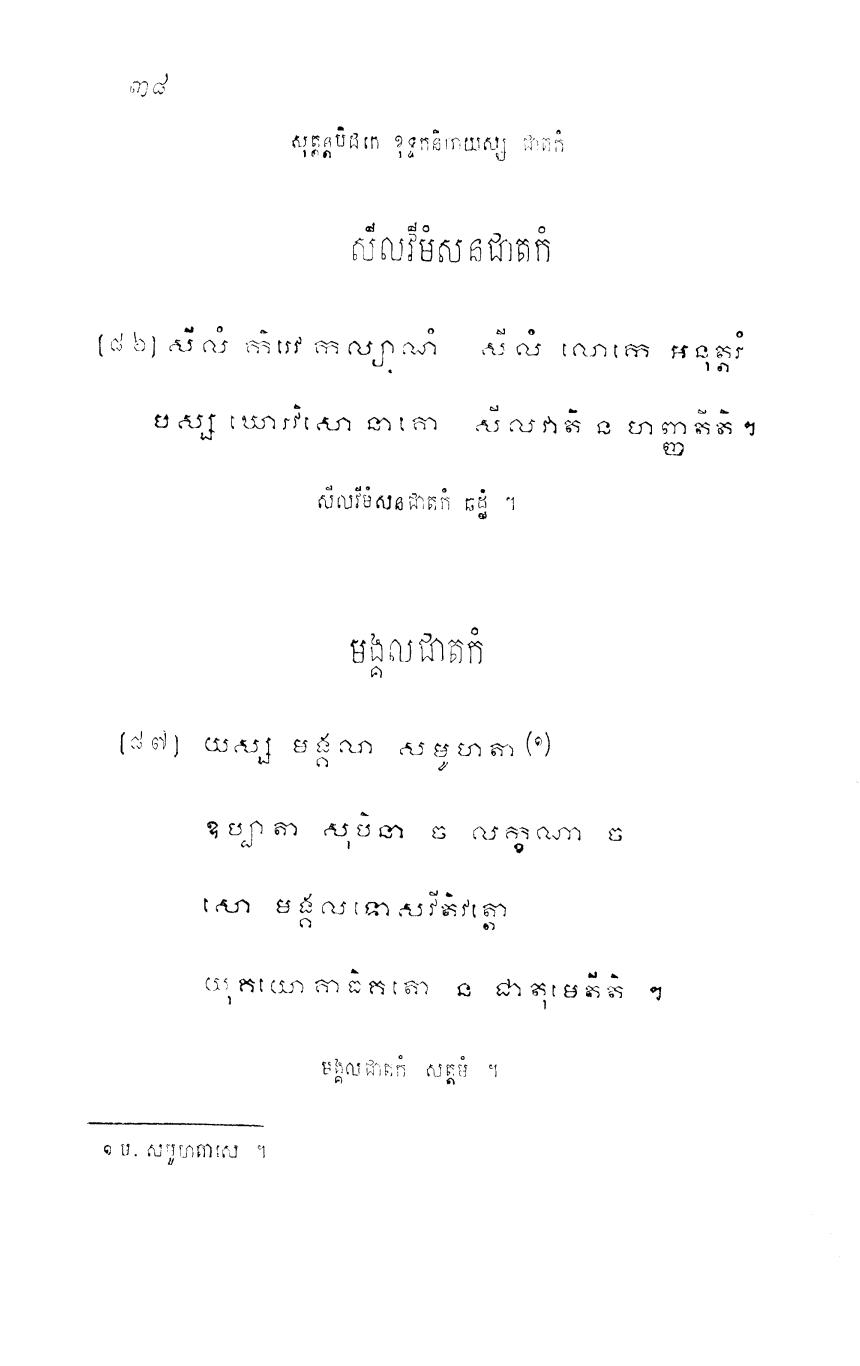 ៣៨
សុត្តន្តបិដកេ ខុទ្ទកនិកាយស្ស ជាតកំ
សីលវីមំសនជាតកំ
[៨៦] សីលំ កិរេវ កល្យាណំ សីលំ លោកេ អនុត្តរំ
បស្ស ឃោរវិសោ នាគោ សីលវាតិ ន ហញ្ញតីតិ ។
សីលវីមំសនជាតកំ ឆដ្ឋំ ។
មង្គលជាតកំ
[៨៧] យស្ស មង្គលា សមូហតា (១)
ឧប្បាតា សុបិនា ច លក្ខណា ច
សោ មង្គលទោសវីតិវត្តោ
យុគយោគាធិគតោ ន ជាតុមេតីតិ ។
មង្គលជាតកំ សត្តមំ ។
១ ម. សមូហតាសេ ។